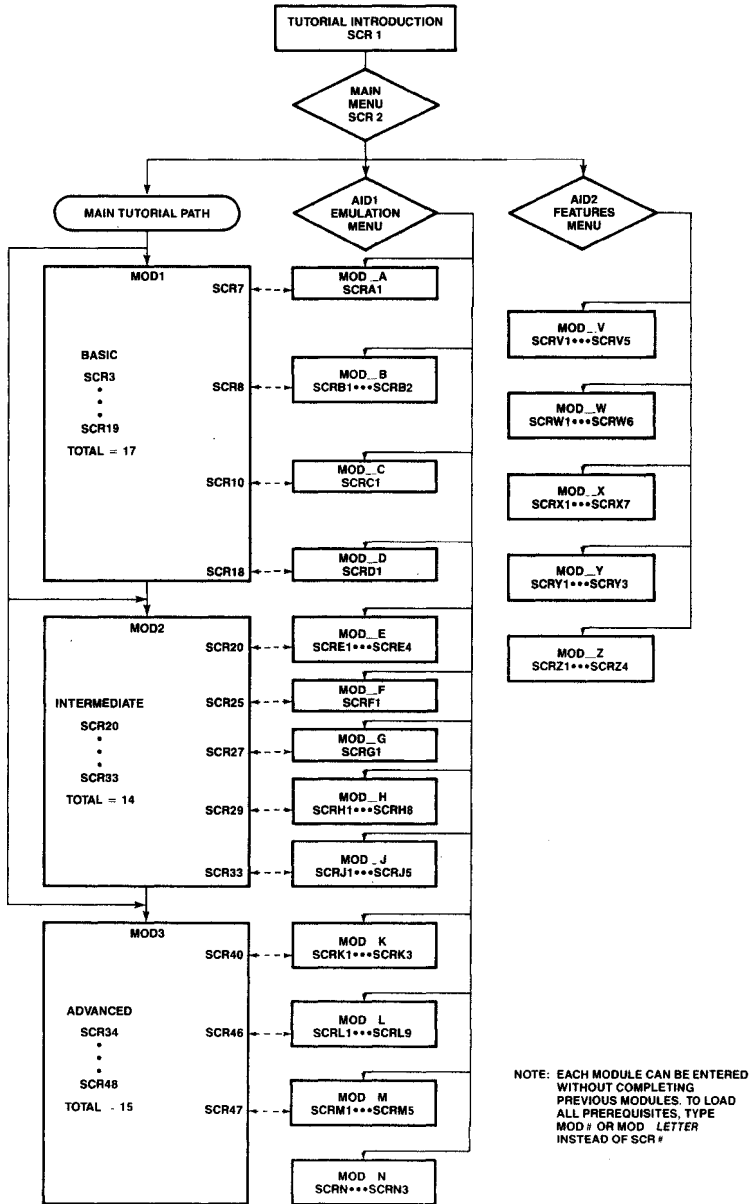 TUTORIAL INTRODUCTION
SCR 1
MAIN
MENU
SCR 2
MAIN TUTORIAL PATH
AID1
EMULATION
MENU
AID2
FEATURES
MENU
MOD1
BASIC
SCR3
•
•
•
SCR19
TOTAL = 17
SCR7
SCR8
SCR10
SCR18
MOD2
INTERMEDIATE
SCR20
•
•
•
SCR33
TOTAL = 14
SCR20
SCR25
SCR27
SCR29
SCR33
MOD3
ADVANCED
SCR34
•
•
•
SCR48
TOTAL - 15
SCR40
SCR46
SCR47
MOD_A
SCRA1
MOD_B
SCRB1•••SCRB2
MOD_C
SCRC1
MOD_D
SCRD1
MOD_E
SCRE1•••SCRE4
MOD_F
SCRF1
MOD_G
SCRG1
MOD_H
SCRH1•••SCRH8
MOD_J
SCRJ1•••SCRJ5
MOD K
SCRK1•••SCRK3
MOD L
SCRL1•••SCRL9
MOD M
SCRM1•••SCRM5
MOD N
SCRN•••SCRN3
MOD_V
SCRV1•••SCRV5
MOD_W
SCRW1•••SCRW6
MOD_X
SCRX1•••SCRX7
MOD_Y
SCRY1•••SCRY3
MOD_Z
SCRZ1•••SCRZ4
NOTE: EACH MODULE CAN BE ENTERED
WITHOUT COMPLETING
PREVIOUS MODULES. TO LOAD
ALL PREREQUISITES, TYPE
MOD # OR MOD LETTER
INSTEAD OF SCR #